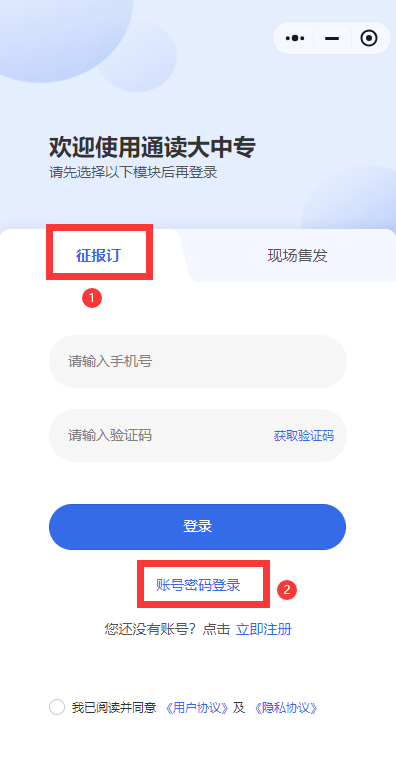 欢迎使用通读大中专
请先选择以下模块后再登录
征报订
现场售发
1
请输入手机号
请输入验证码 获取验证码
登录
账号密码登录
2
您还没有账号？点击 立即注册
我已阅读并同意 《用户协议》及 《隐私协议》